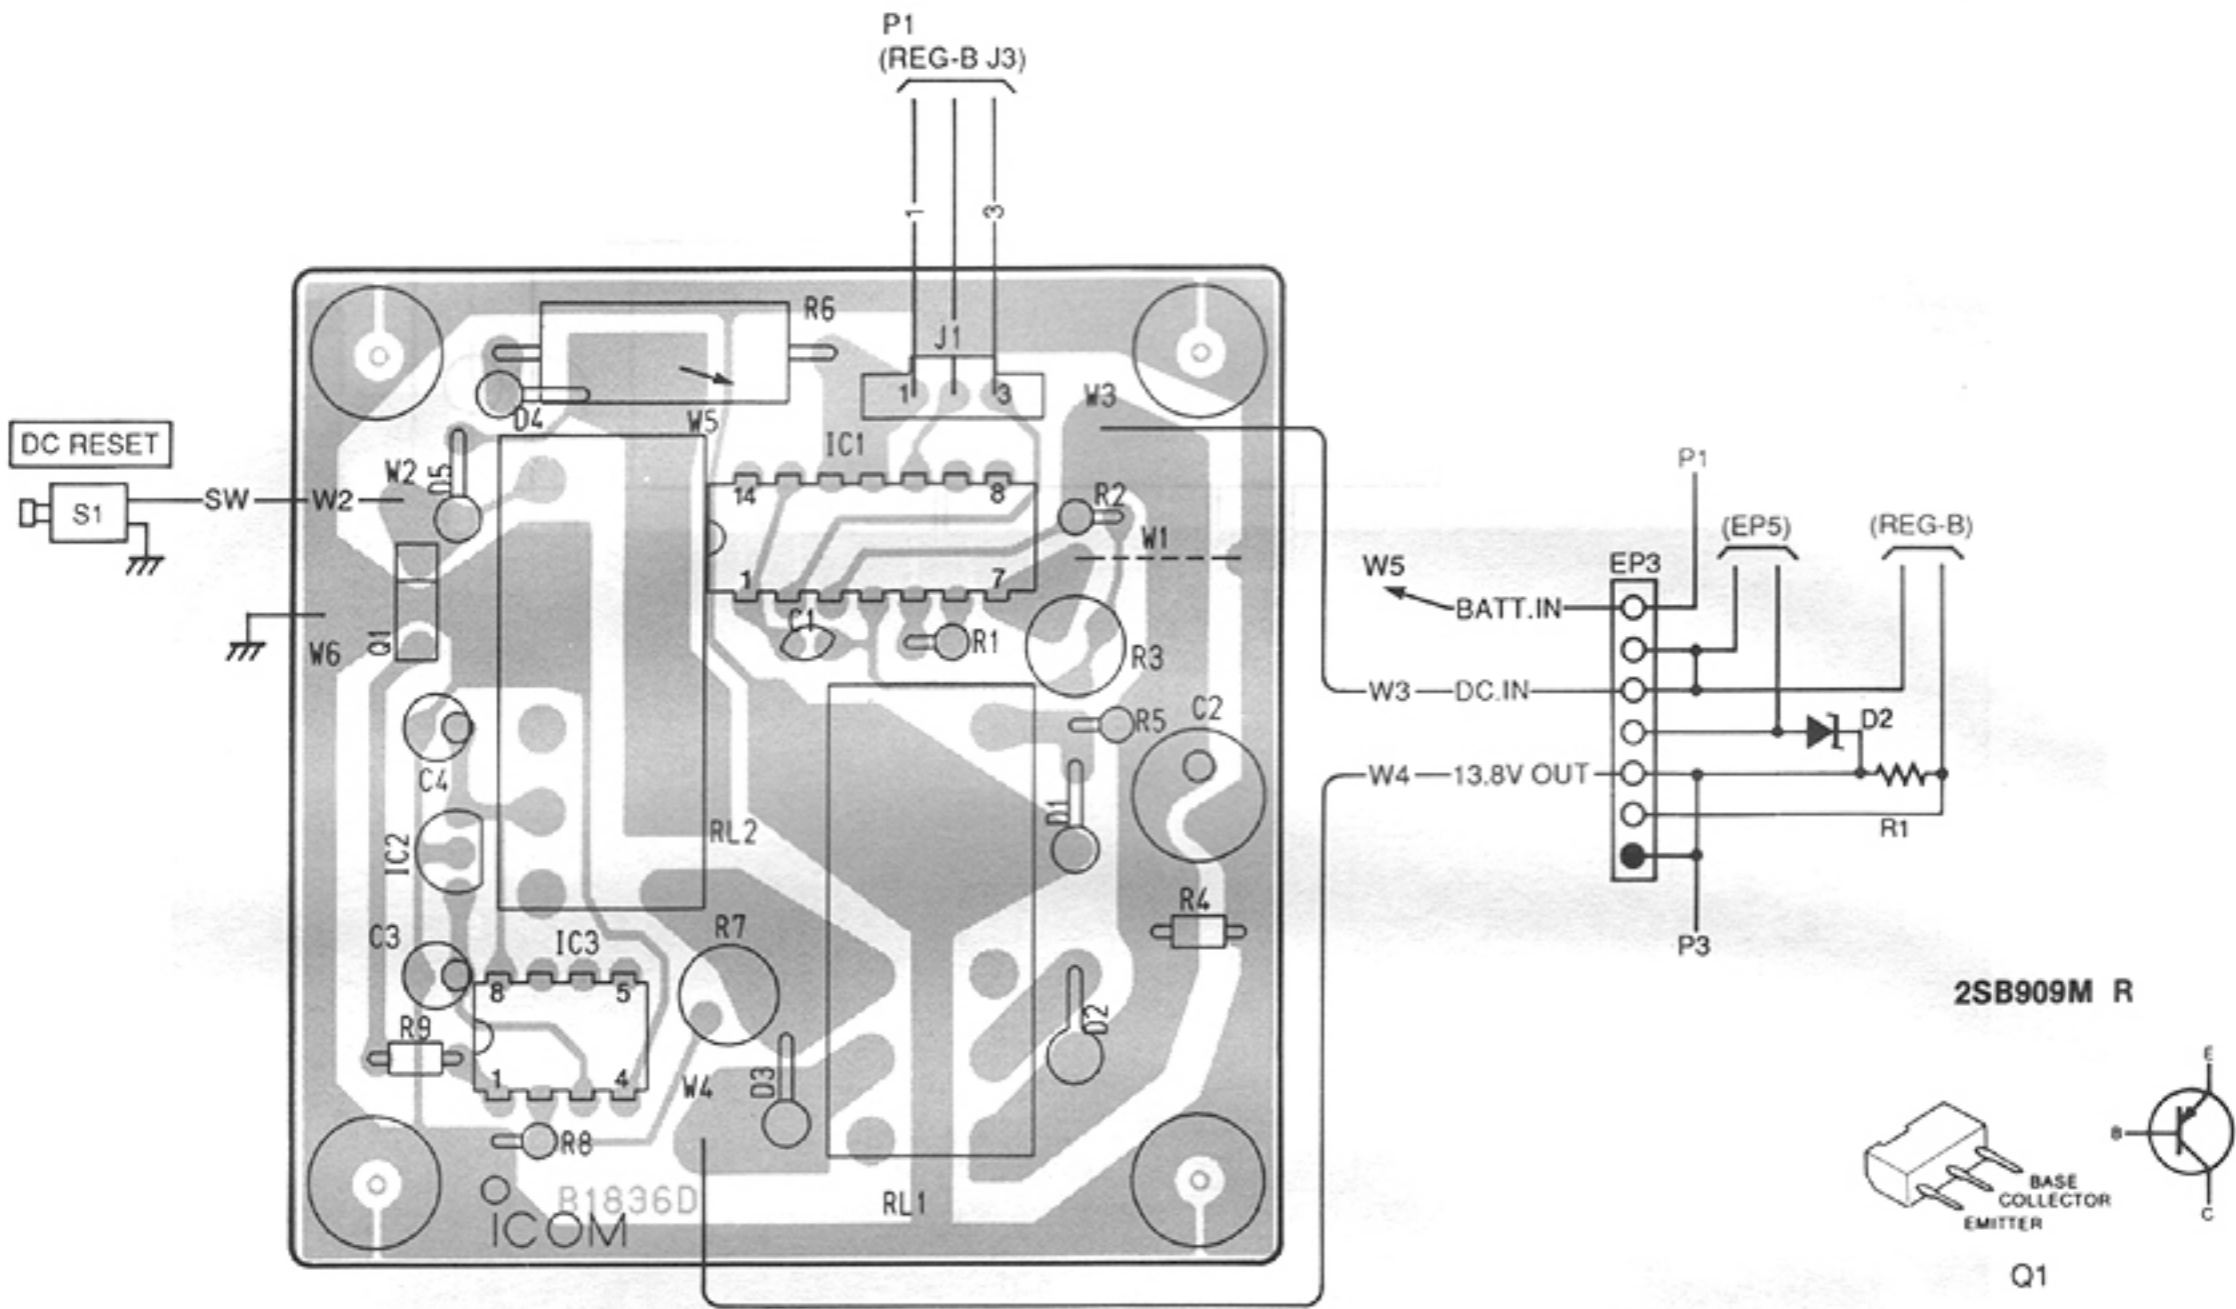 P1
(REG-B J3)
1
3
R6
J1
1
3
W3
D4
W5
IC1
DC RESET
S1
SW
W2
W2
D5
14
8
R2
W1
1
7
W6
Q1
C1
R1
R3
R5
C2
C4
D1
RL2
IC2
R4
C3
IC3
R7
8
5
R9
D2
1
4
W4
D3
R8
B1836D
ICOM
RL1
P1
(EP5)
(REG-B)
W5
EP3
BATT.IN
W3
DC.IN
D2
W4
13.8V OUT
R1
P3
2SB909M R
E
B
C
BASE
COLLECTOR
EMITTER
Q1